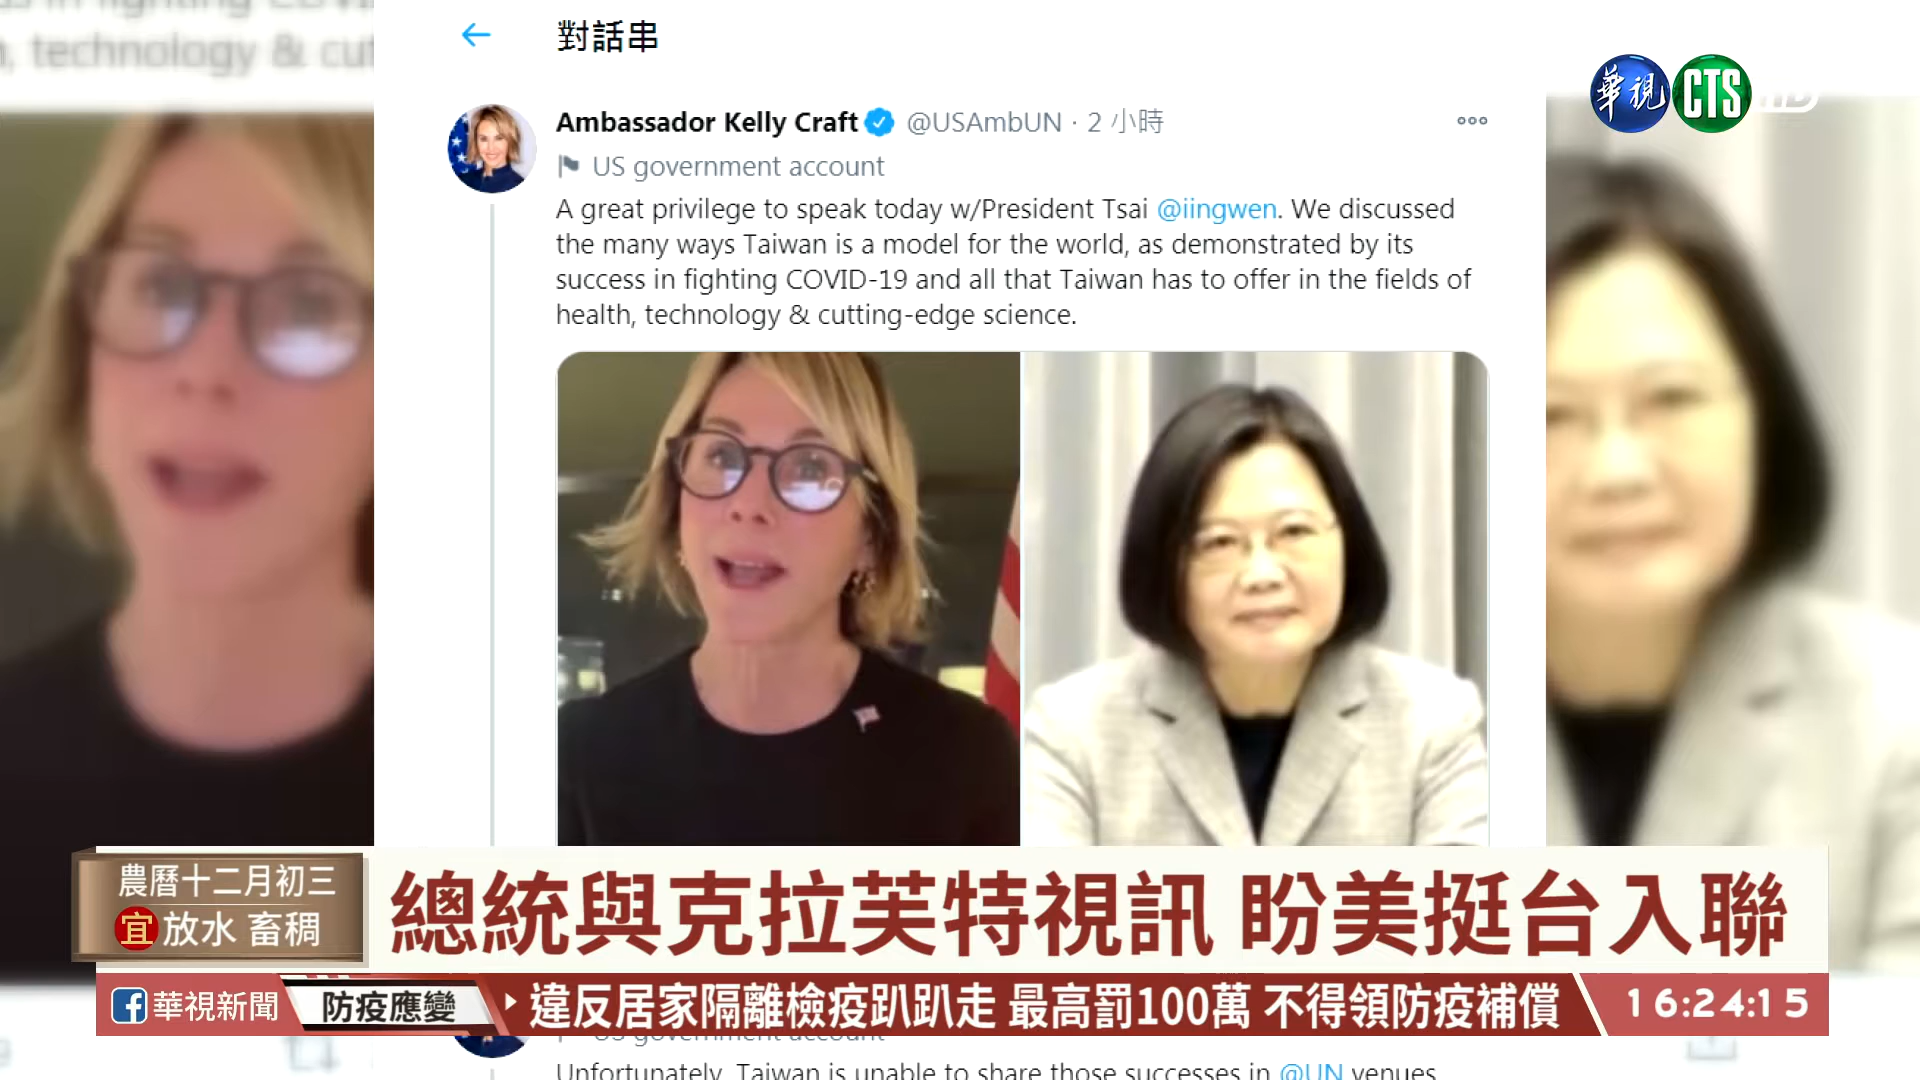 technology & cut
對話串
華視 CTS HD
Ambassador Kelly Craft @USAmbUN · 2 小時
US government account
A great privilege to speak today w/President Tsai @iingwen. We discussed
the many ways Taiwan is a model for the world, as demonstrated by its
success in fighting COVID-19 and all that Taiwan has to offer in the fields of
health, technology & cutting-edge science.
農曆十二月初三
宜 放水 畜稠
總統與克拉芙特視訊 盼美挺台入聯
華視新聞 防疫應變 違反居家隔離檢疫趴趴走 最高罰100萬 不得領防疫補償 16:24:15
US government account
Unfortunately, Taiwan is unable to share those successes in @UN venues